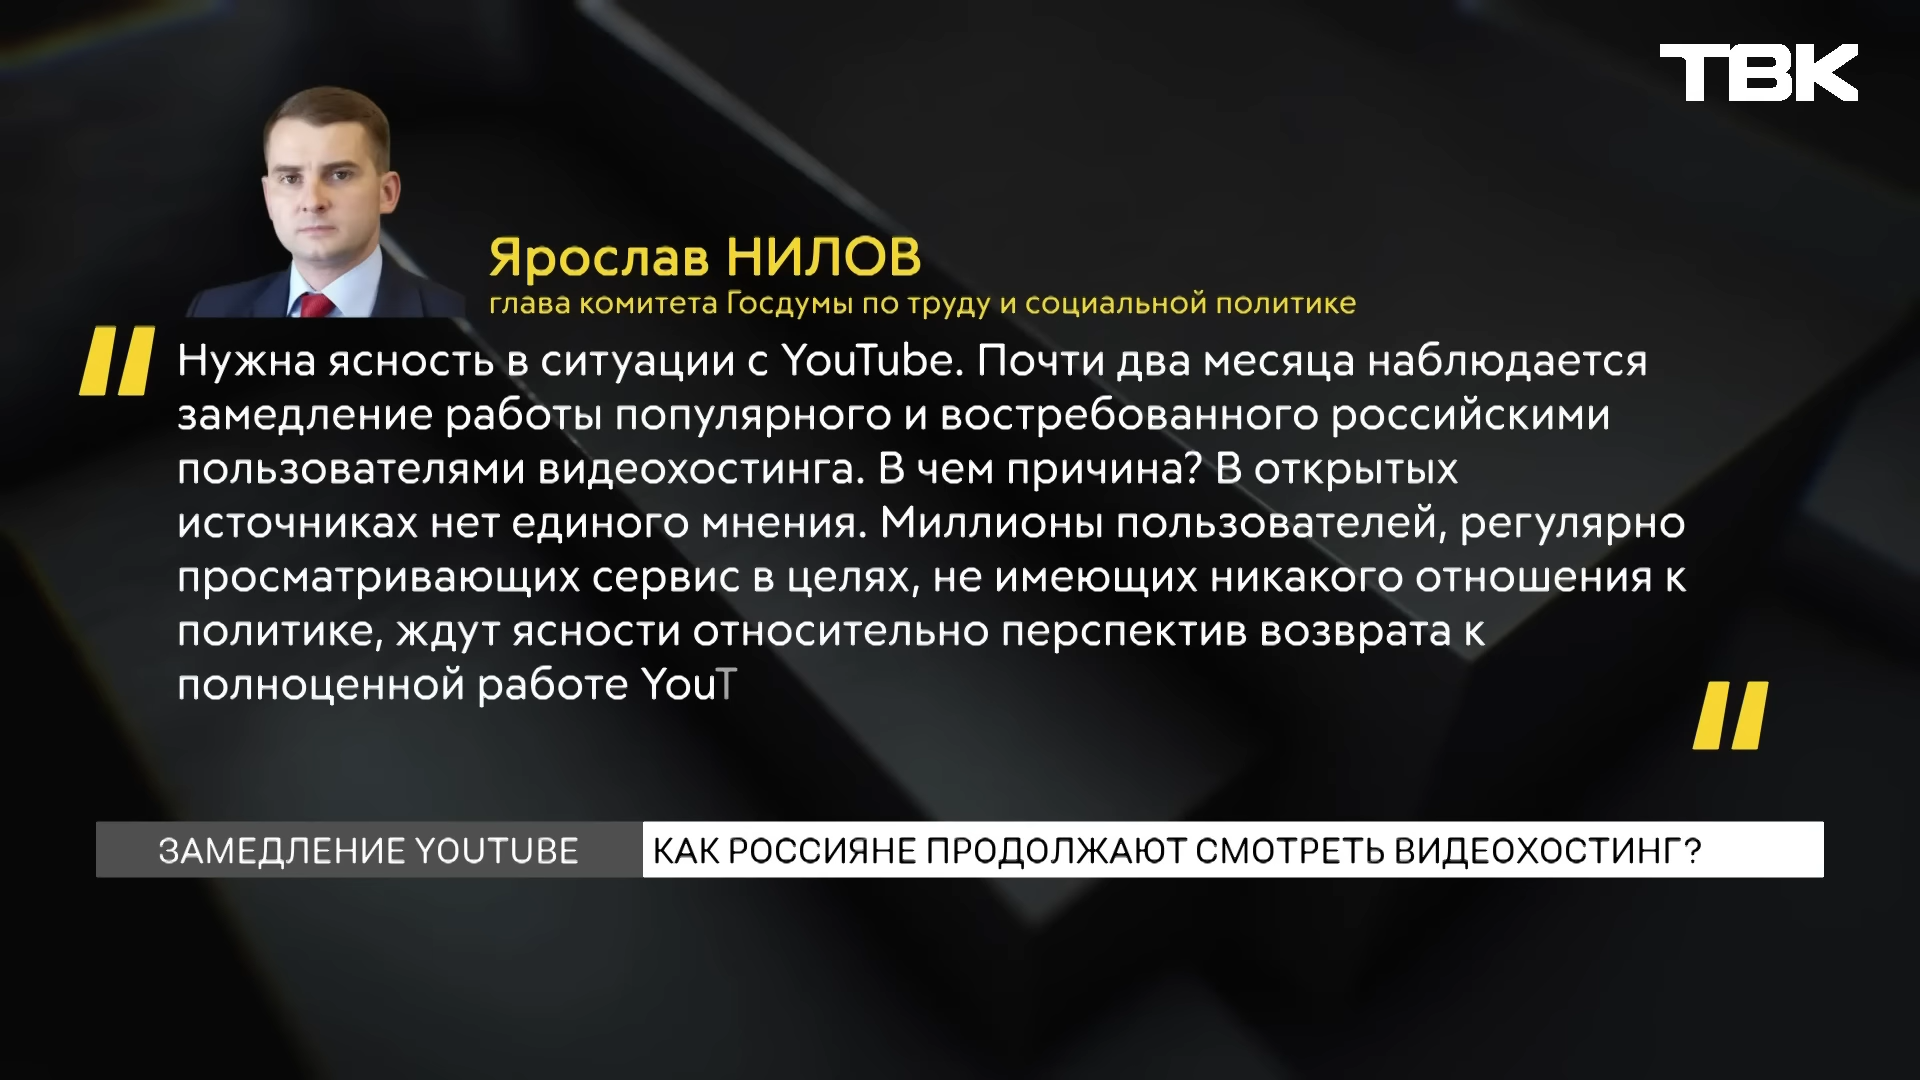 ТВК
Ярослав НИЛОВ
глава комитета Госдумы по труду и социальной политике
Нужна ясность в ситуации с YouTube. Почти два месяца наблюдается
замедление работы популярного и востребованного российскими
пользователями видеохостинга. В чем причина? В открытых
источниках нет единого мнения. Миллионы пользователей, регулярно
просматривающих сервис в целях, не имеющих никакого отношения к
политике, ждут ясности относительно перспектив возврата к
полноценной работе YouT
ЗАМЕДЛЕНИЕ YOUTUBE КАК РОССИЯНЕ ПРОДОЛЖАЮТ СМОТРЕТЬ ВИДЕОХОСТИНГ?